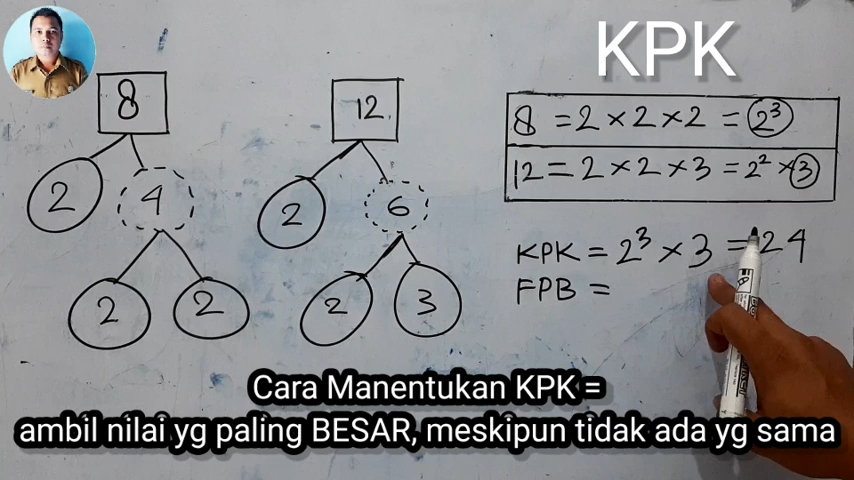 KPK
8
12
2
4
2
2
2
6
2
3
8 = 2 × 2 × 2 = 2³
12 = 2 × 2 × 3 = 2² × 3
KPK = 2³ × 3 = 24
FPB =
Cara Manentukan KPK =
ambil nilai yg paling BESAR, meskipun tidak ada yg sama